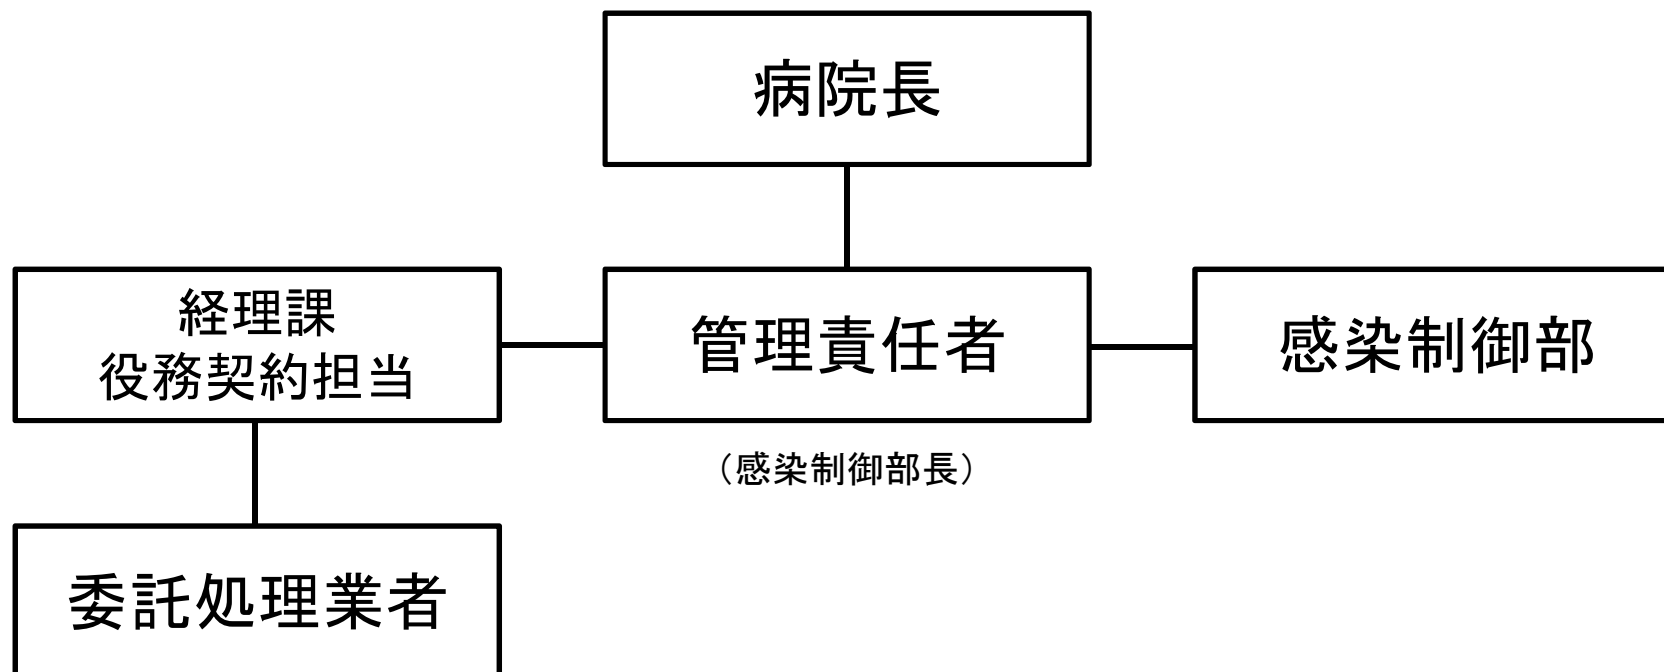 病院長
経理課
役務契約担当
管理責任者
感染制御部
（感染制御部長）
委託処理業者